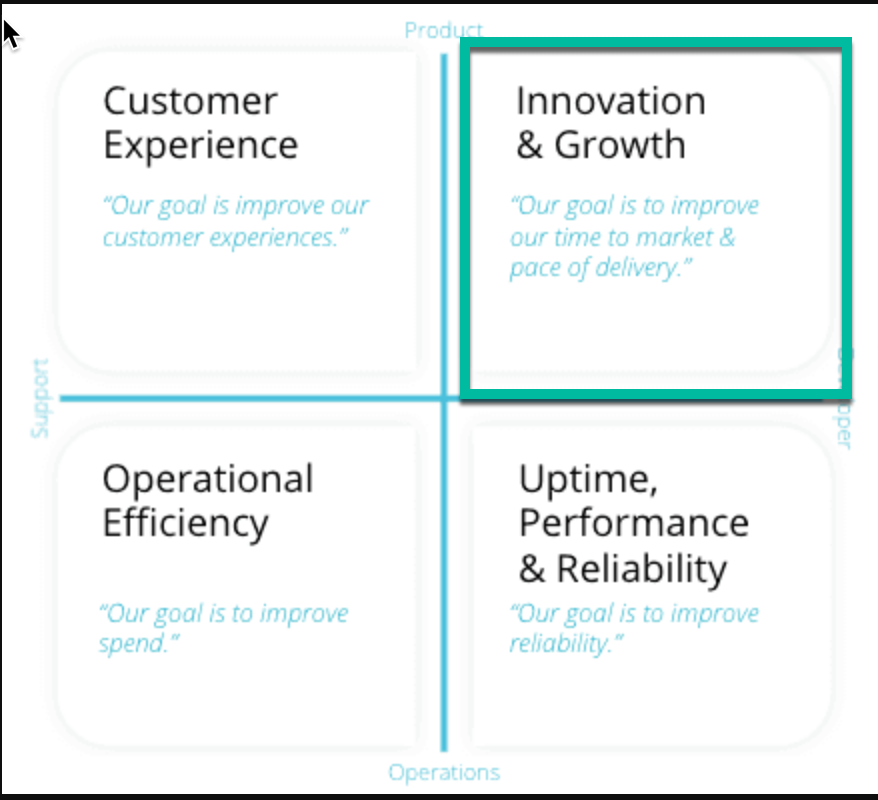 Product
Customer
Experience
“Our goal is improve our
customer experiences.”
Innovation
& Growth
“Our goal is to improve
our time to market &
pace of delivery.”
Support
Operational
Efficiency
“Our goal is to improve
spend.”
Uptime,
Performance
& Reliability
“Our goal is to improve
reliability.”
Operations